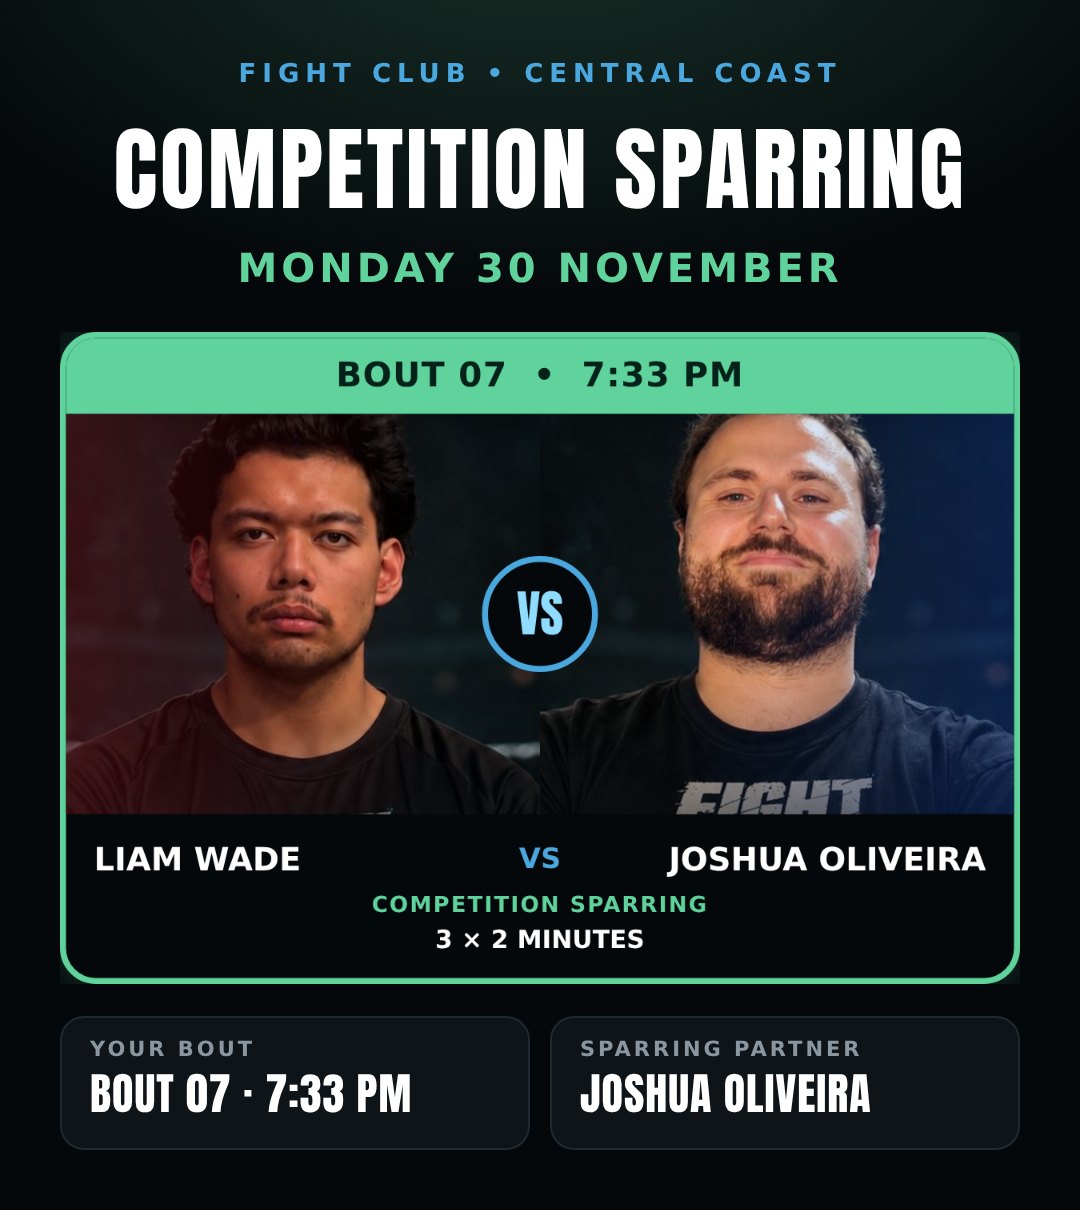 FIGHT CLUB • CENTRAL COAST
COMPETITION SPARRING
MONDAY 30 NOVEMBER
BOUT 07 • 7:33 PM
VS
FIGHT
LIAM WADE VS JOSHUA OLIVEIRA
COMPETITION SPARRING
3 × 2 MINUTES
YOUR BOUT
BOUT 07 · 7:33 PM
SPARRING PARTNER
JOSHUA OLIVEIRA